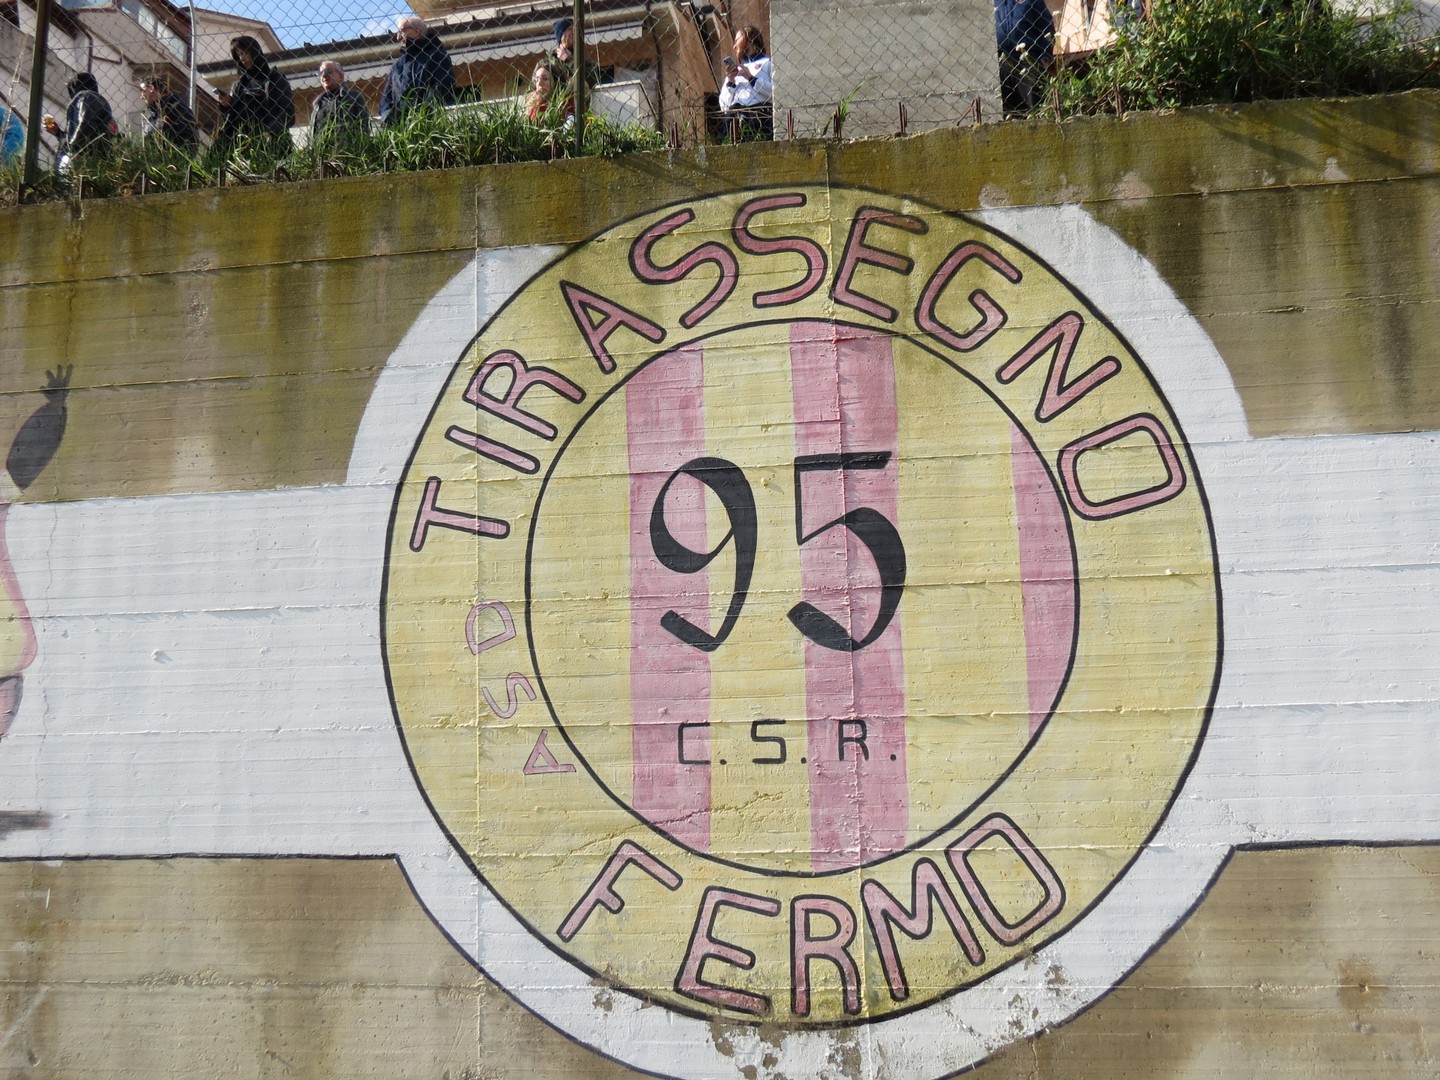 ASD TIRASSEGNO
95
C.S.R.
FERMO